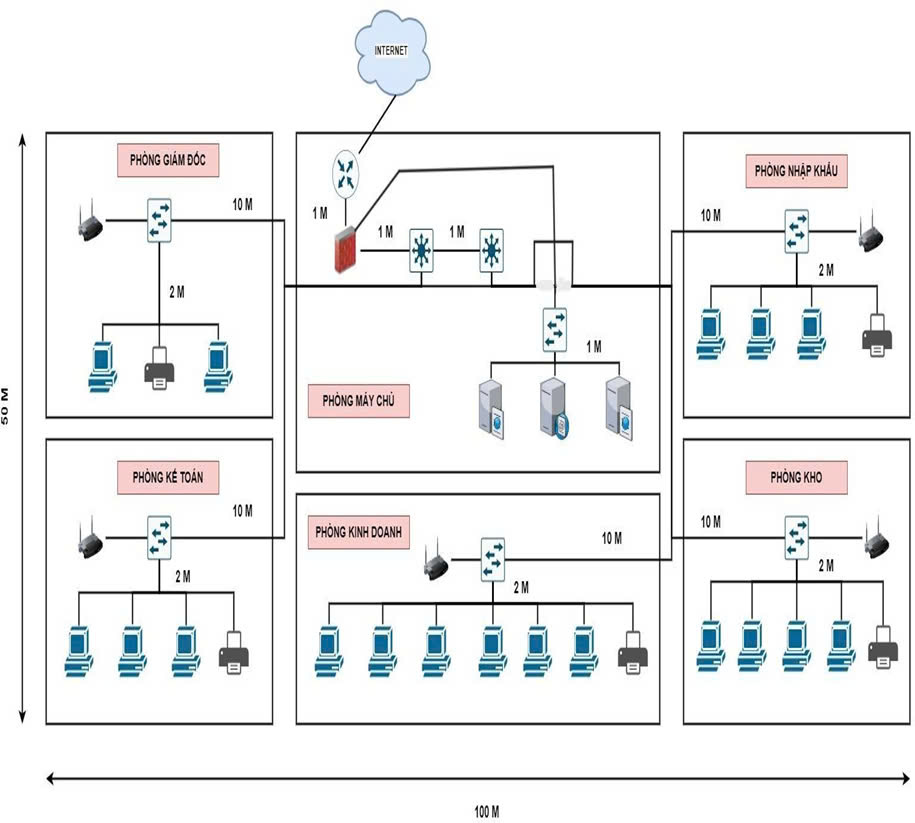 INTERNET
PHÒNG GIÁM ĐỐC
10 M
2 M
1 M
1 M
1 M
1 M
PHÒNG MÁY CHỦ
PHÒNG NHẬP KHẨU
10 M
2 M
50 M
PHÒNG KẾ TOÁN
10 M
2 M
PHÒNG KINH DOANH
10 M
2 M
PHÒNG KHO
10 M
2 M
100 M